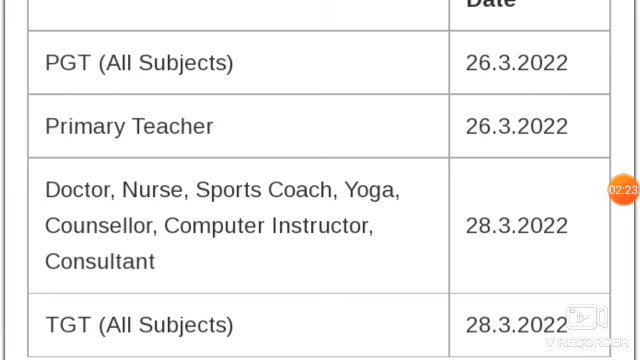 Date
PGT (All Subjects)
26.3.2022
Primary Teacher
26.3.2022
Doctor, Nurse, Sports Coach, Yoga,
Counsellor, Computer Instructor,
Consultant
28.3.2022
02:23
TGT (All Subjects)
28.3.2022
V RECORDER